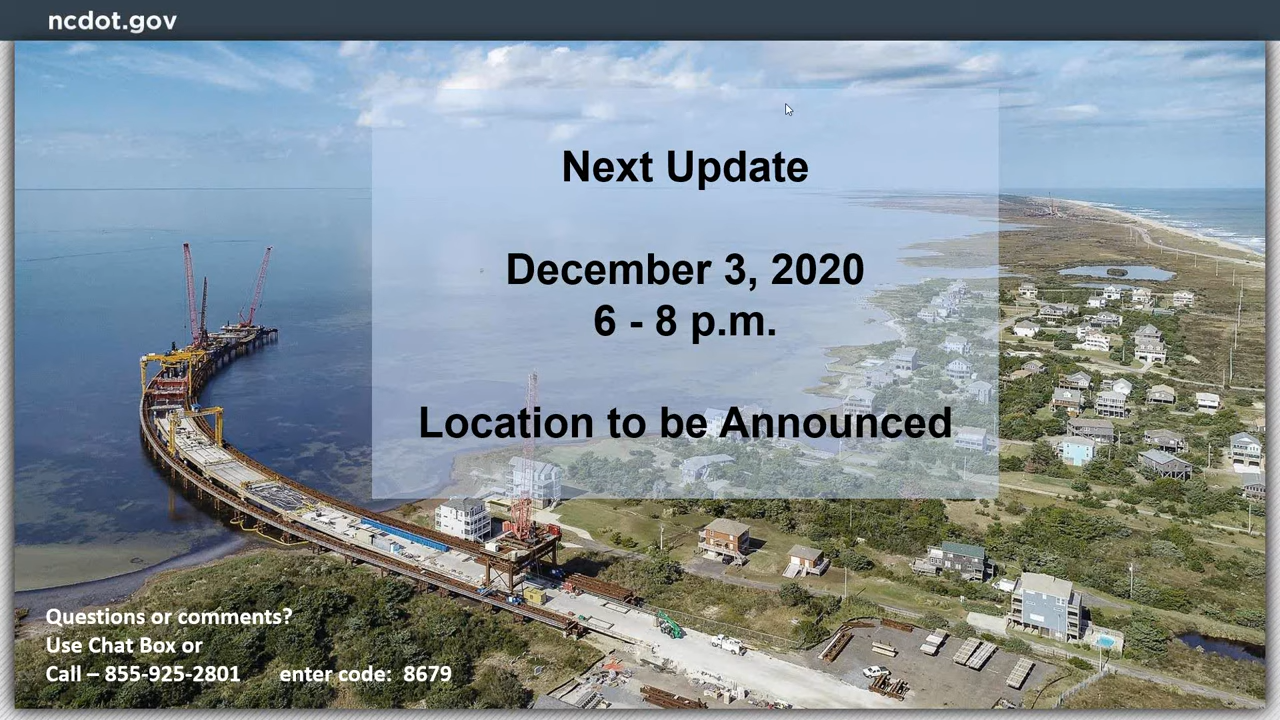 ncdot.gov
Next Update
December 3, 2020
6 - 8 p.m.
Location to be Announced
Questions or comments?
Use Chat Box or
Call – 855-925-2801 enter code: 8679